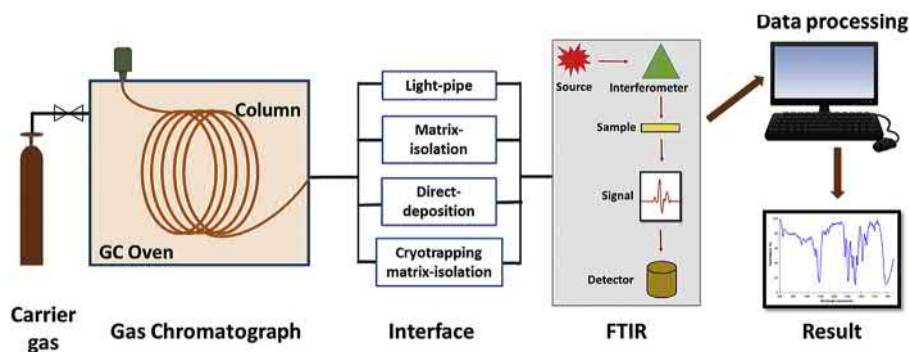 Data processing
Column
GC Oven
Carrier
gas
Gas Chromatograph
Light-pipe
Matrix-
isolation
Direct-
deposition
Cryotrapping
matrix-isolation
Interface
Source
Interferometer
Sample
Signal
Detector
FTIR
Result